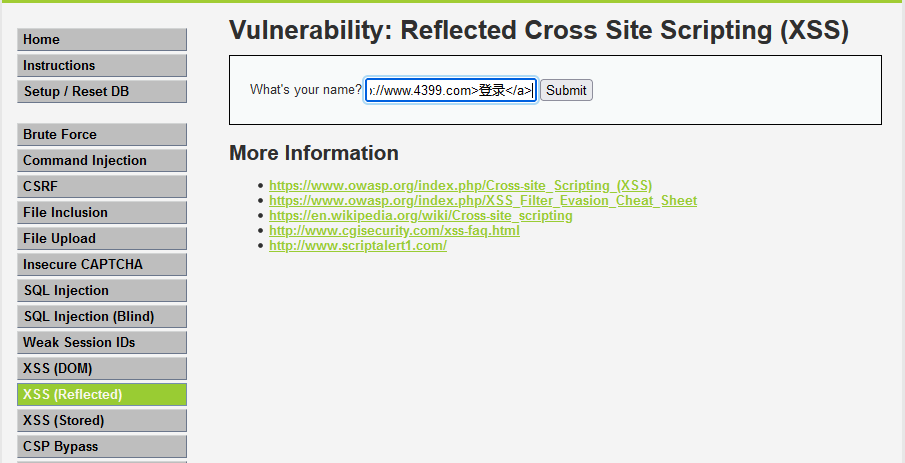 Home
Instructions
Setup / Reset DB
Brute Force
Command Injection
CSRF
File Inclusion
File Upload
Insecure CAPTCHA
SQL Injection
SQL Injection (Blind)
Weak Session IDs
XSS (DOM)
XSS (Reflected)
XSS (Stored)
CSP Bypass
Vulnerability: Reflected Cross Site Scripting (XSS)
What's your name? ://www.4399.com>登录</a> Submit
More Information
https://www.owasp.org/index.php/Cross-site_Scripting_(XSS)
https://www.owasp.org/index.php/XSS_Filter_Evasion_Cheat_Sheet
https://en.wikipedia.org/wiki/Cross-site_scripting
http://www.cgisecurity.com/xss-faq.html
http://www.scriptalert1.com/